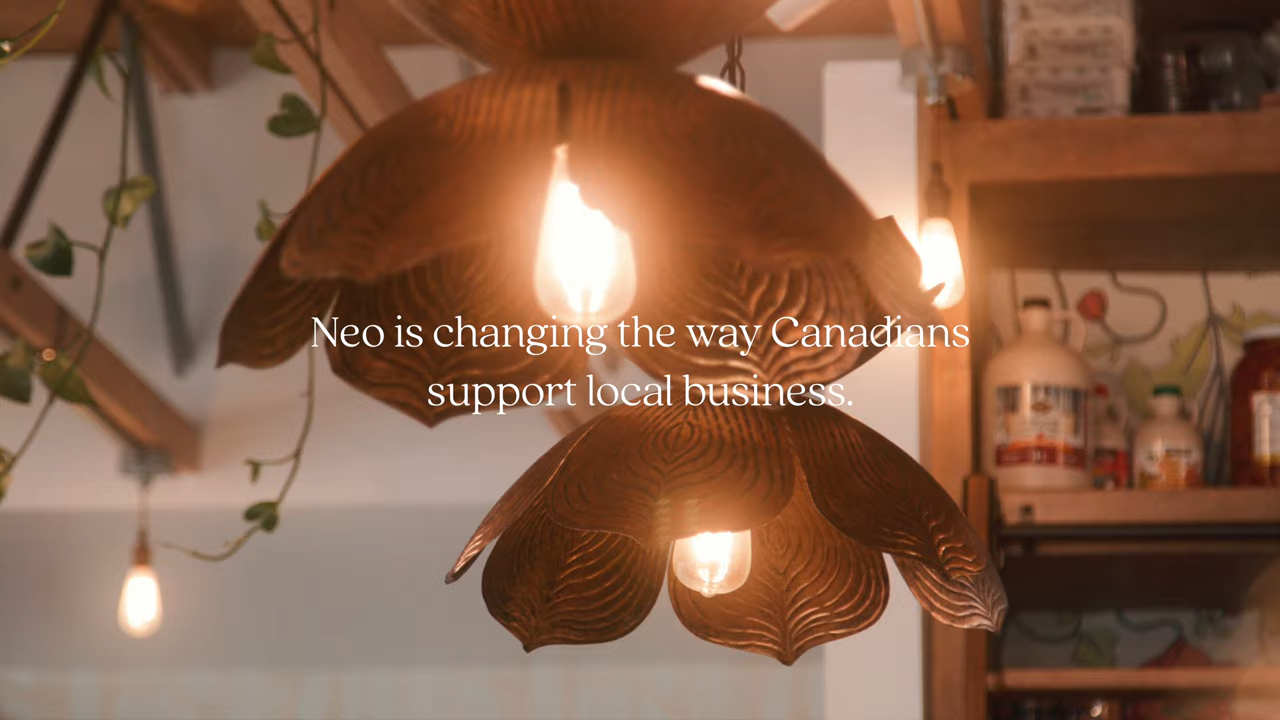 Neo is changing the way Canadians
support local business.